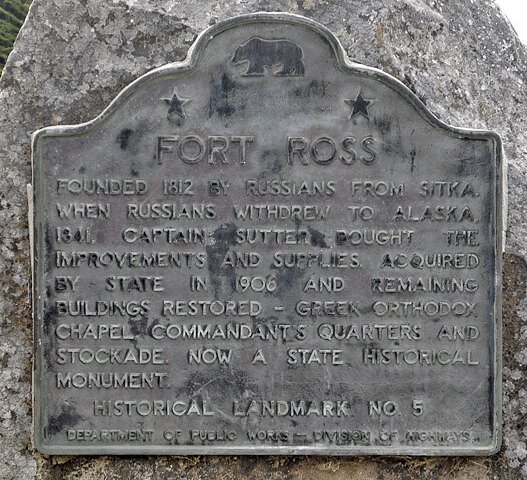 FORT ROSS
FOUNDED 1812 BY RUSSIANS FROM SITKA.
WHEN RUSSIANS WITHDREW TO ALASKA,
1841, CAPTAIN SUTTER BOUGHT THE
IMPROVEMENTS AND SUPPLIES. ACQUIRED
BY STATE IN 1906 AND REMAINING
BUILDINGS RESTORED - GREEK ORTHODOX
CHAPEL, COMMANDANT'S QUARTERS AND
STOCKADE. NOW A STATE HISTORICAL
MONUMENT.
HISTORICAL LANDMARK NO. 5
DEPARTMENT OF PUBLIC WORKS - DIVISION OF HIGHWAYS